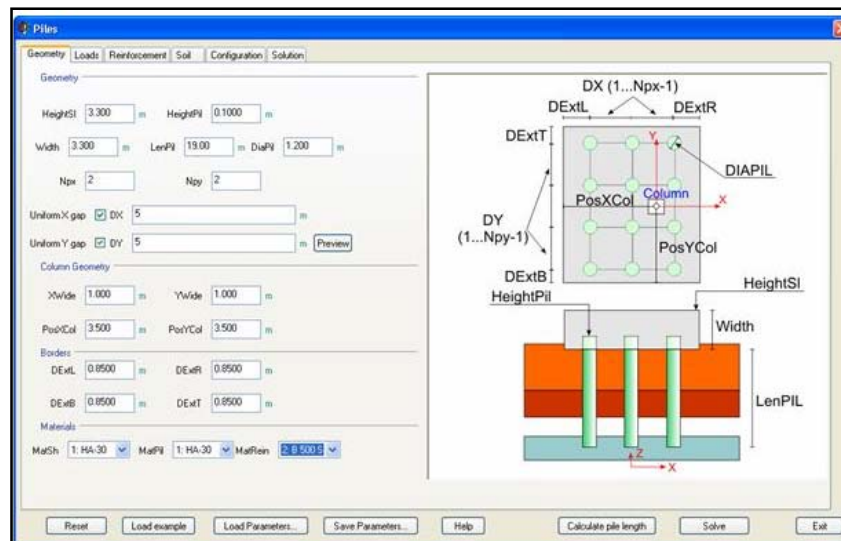 Piles
Geometry Loads Reinforcement Soil Configuration Solution
Geometry
HeightSl 3.300 m HeightPil 0.1000 m
Width 3.300 m LenPil 19.00 m DiaPil 1.200 m
Npx 2 Npy 2
Uniform X gap DX 5 m
Uniform Y gap DY 5 m Preview
Column Geometry
XWide 1.000 m YWide 1.000 m
PosXCol 3.500 m PosYCol 3.500 m
Borders
DExtL 0.8500 m DExtR 0.8500 m
DExtB 0.8500 m DExtT 0.8500 m
Materials
MatSh 1: HA-30 MatPil 1: HA-30 MatRein 2: B 500 S
DX (1...Npx-1)
DExtL DExtR
DExtT
Y
DIAPIL
PosXCol Column
X
DY
(1...Npy-1)
PosYCol
DExtB
HeightPil
HeightSl
Width
LenPIL
Z
X
Reset Load example Load Parameters... Save Parameters... Help Calculate pile length Solve Exit